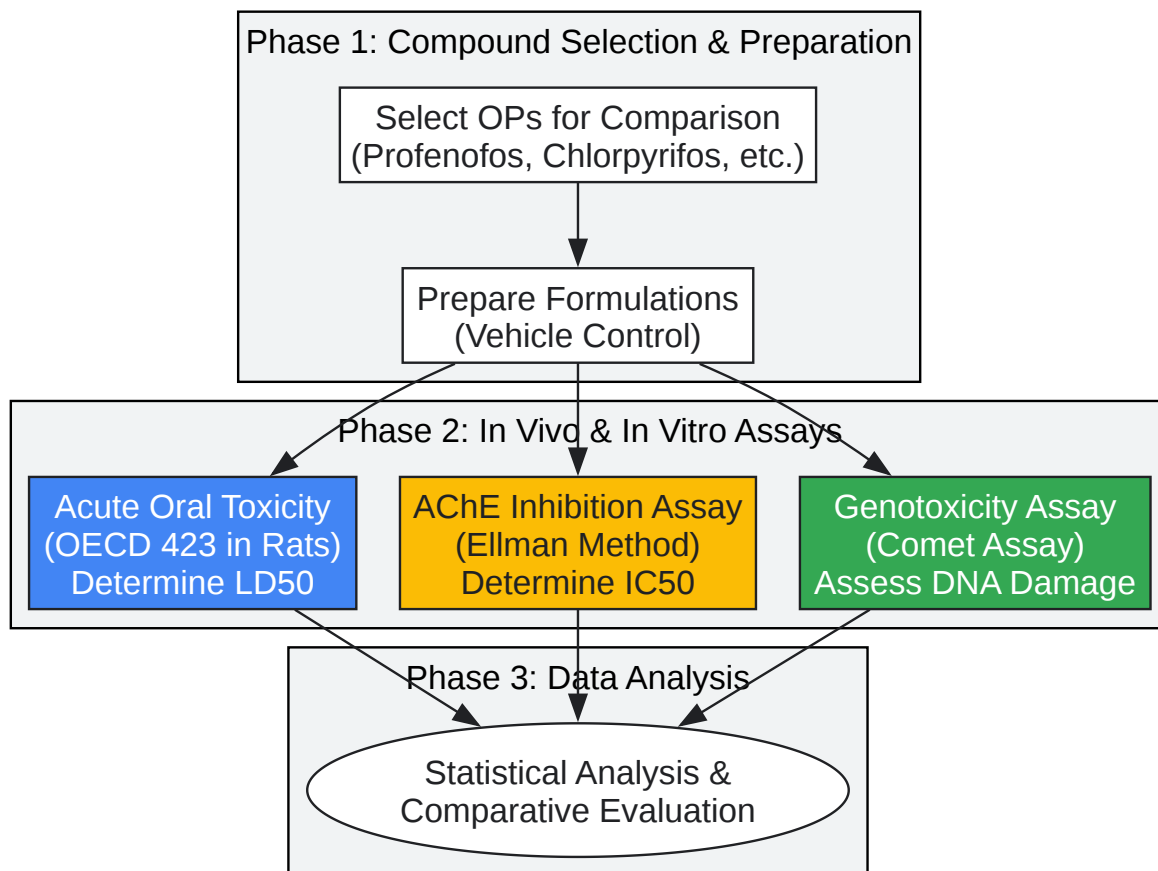 Phase 1: Compound Selection & Preparation
Select OPs for Comparison
(Profenofos, Chlorpyrifos, etc.)
Prepare Formulations
(Vehicle Control)
Phase 2: In Vivo & In Vitro Assays
Acute Oral Toxicity
(OECD 423 in Rats)
Determine LD50
AChE Inhibition Assay
(Ellman Method)
Determine IC50
Genotoxicity Assay
(Comet Assay)
Assess DNA Damage
Phase 3: Data Analysis
Statistical Analysis &
Comparative Evaluation